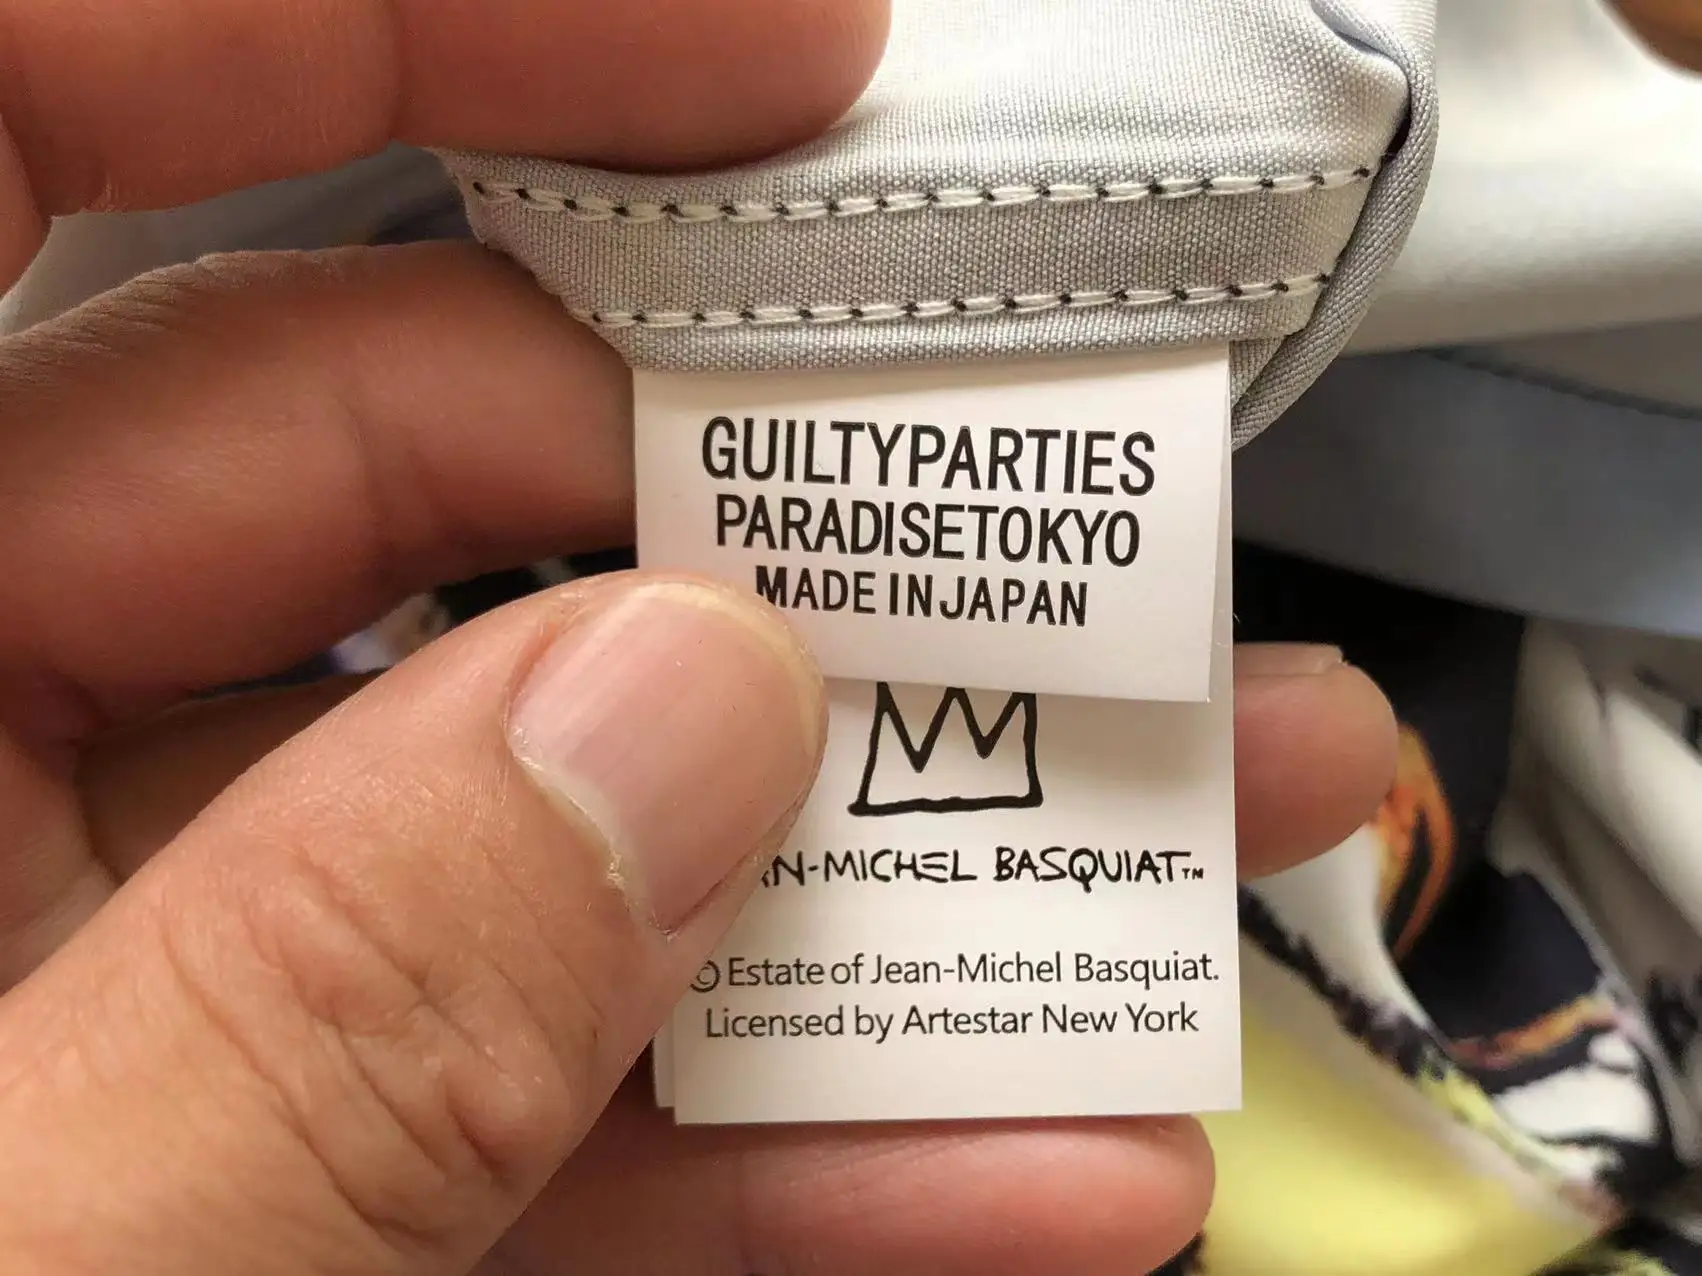 GUILTYPARTIES
PARADISETOKYO
MADE IN JAPAN
N-MICHEL BASQUIAT™
© Estate of Jean-Michel Basquiat.
Licensed by Artestar New York